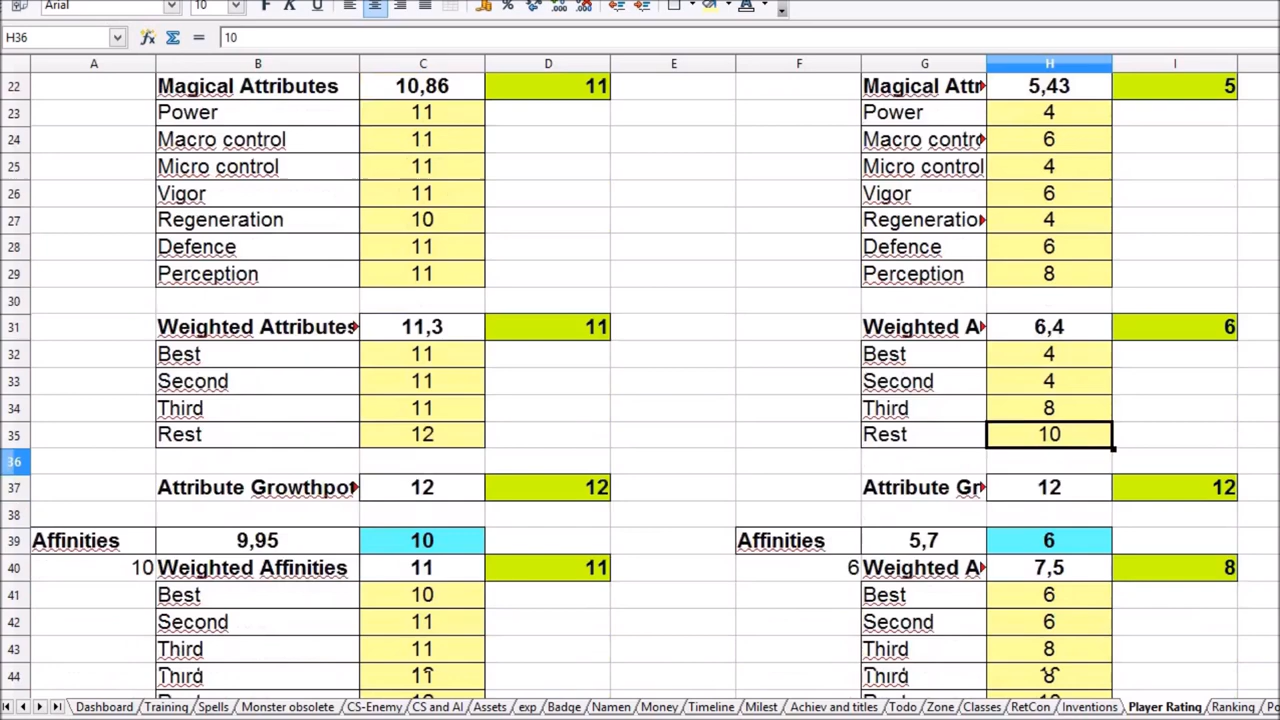 Arial 10
H36 10
A B C D E F G H I
22 Magical Attributes 10,86 11 Magical Attr 5,43 5
23 Power 11 Power 4
24 Macro control 11 Macro contro 6
25 Micro control 11 Micro control 4
26 Vigor 11 Vigor 6
27 Regeneration 10 Regeneratio 4
28 Defence 11 Defence 6
29 Perception 11 Perception 8
30
31 Weighted Attributes 11,3 11 Weighted A 6,4 6
32 Best 11 Best 4
33 Second 11 Second 4
34 Third 11 Third 8
35 Rest 12 Rest 10
36
37 Attribute Growthpot 12 12 Attribute Gr 12 12
38
39 Affinities 9,95 10 Affinities 5,7 6
40 10 Weighted Affinities 11 11 6 Weighted A 7,5 8
41 Best 10 Best 6
42 Second 11 Second 6
43 Third 11 Third 8
44 Third Third
Dashboard Training Spells Monster obsolete CS-Enemy CS and AI Assets exp Badge Namen Money Timeline Milest Achiev and titles Todo Zone Classes RetCon Inventions Player Rating Ranking